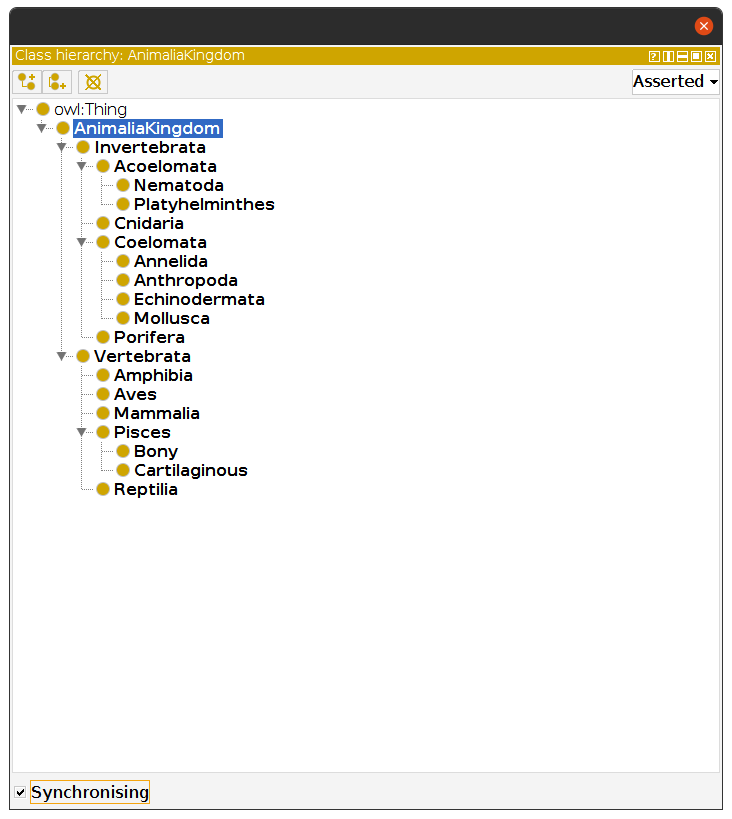 Class hierarchy: AnimaliaKingdom
Asserted
owl:Thing
AnimaliaKingdom
Invertebrata
Acoelomata
Nematoda
Platyhelminthes
Cnidaria
Coelomata
Annelida
Anthropoda
Echinodermata
Mollusca
Porifera
Vertebrata
Amphibia
Aves
Mammalia
Pisces
Bony
Cartilaginous
Reptilia
Synchronising